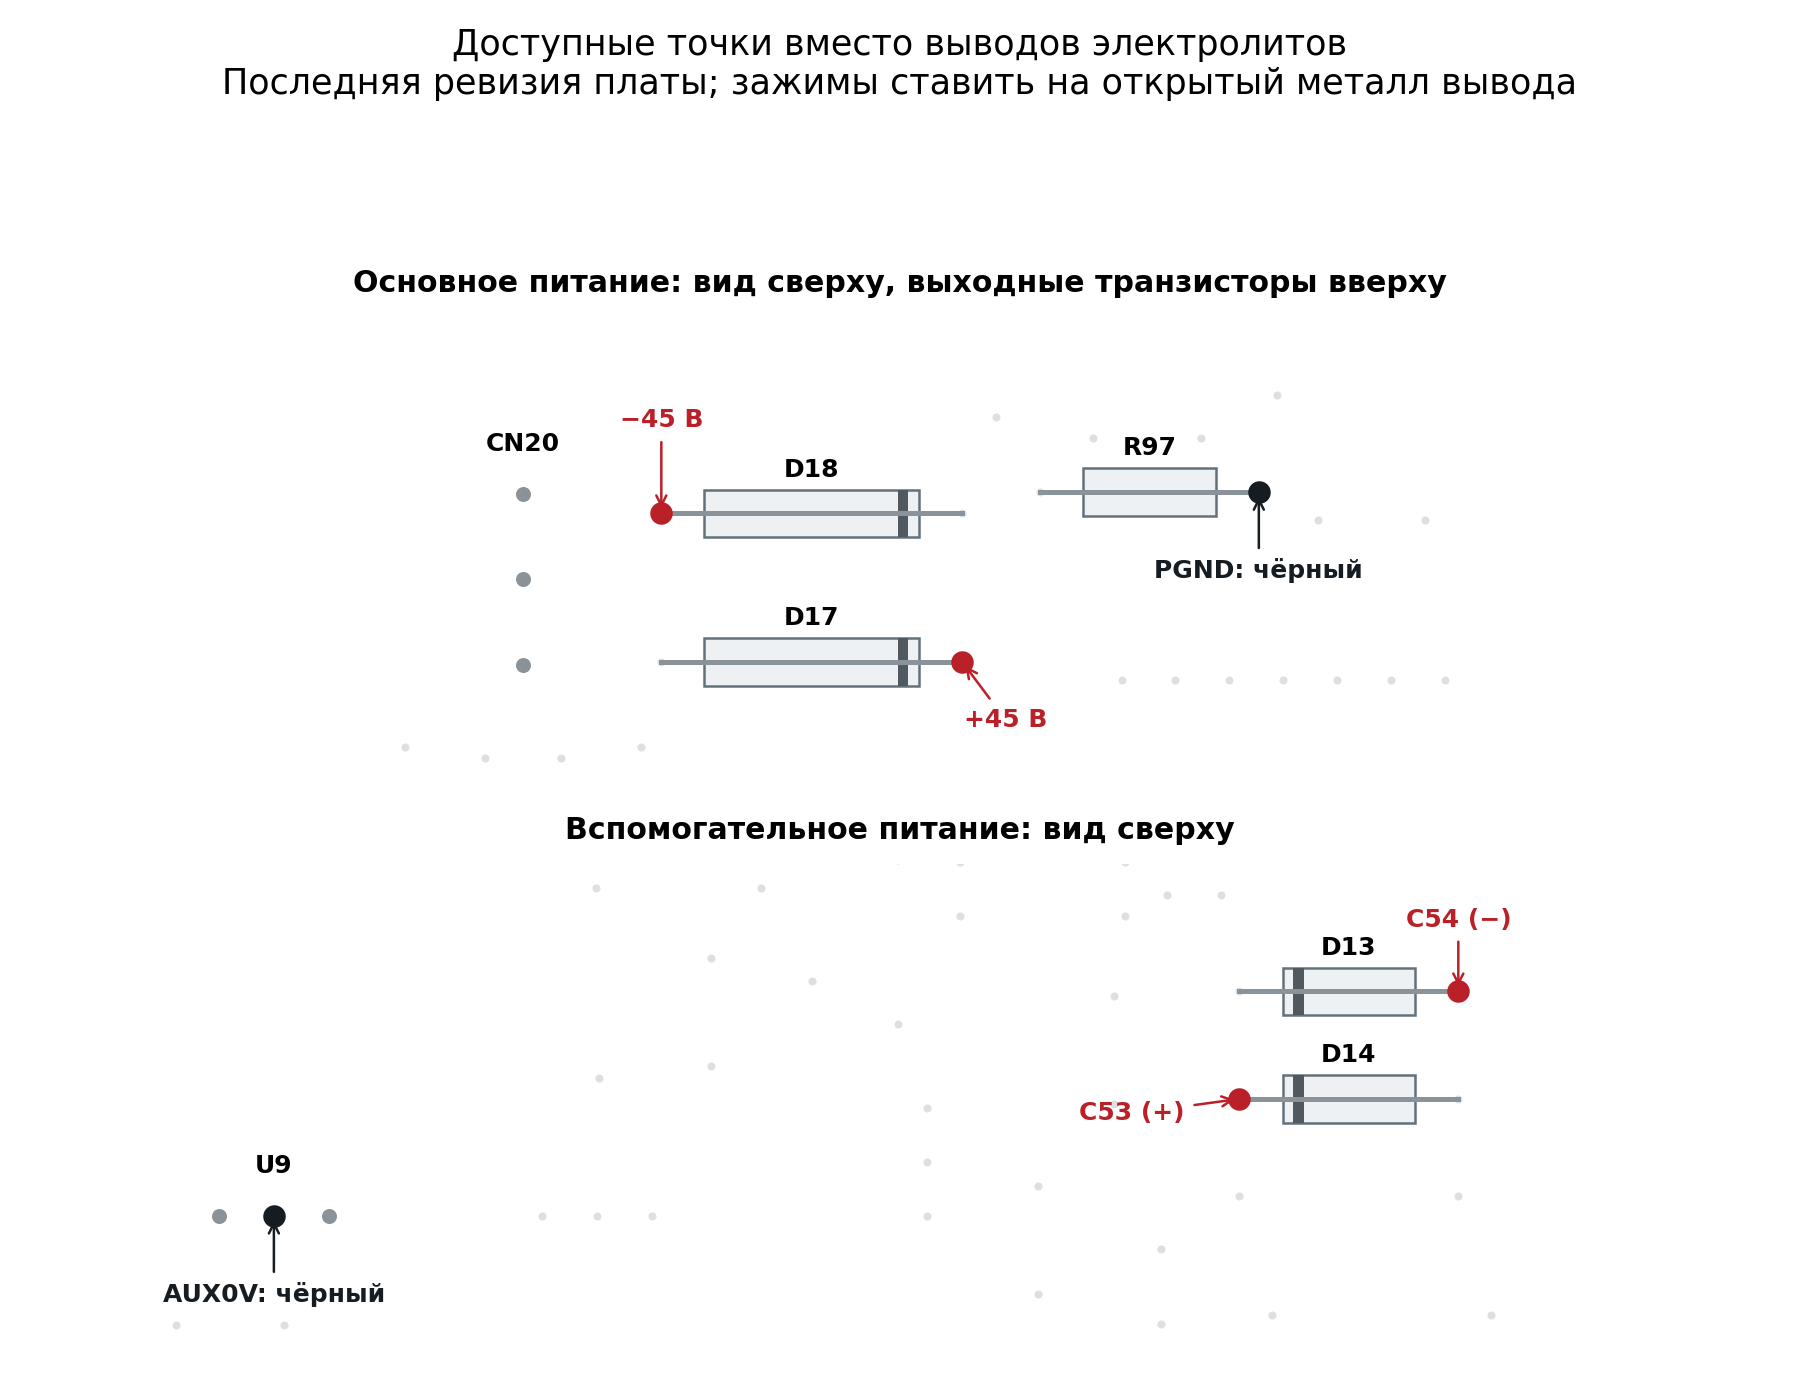 Доступные точки вместо выводов электролитов
Последняя ревизия платы; зажимы ставить на открытый металл вывода
Основное питание: вид сверху, выходные транзисторы вверху
−45 В
CN20
R97
D18
PGND: чёрный
D17
+45 В
Вспомогательное питание: вид сверху
C54 (−)
D13
D14
C53 (+)
U9
AUX0V: чёрный